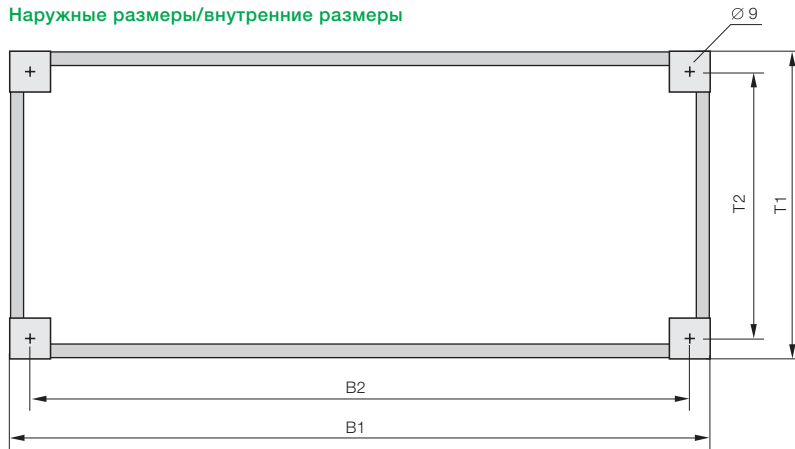 Наружные размеры/внутренние размеры
∅ 9
T2
T1
B2
B1